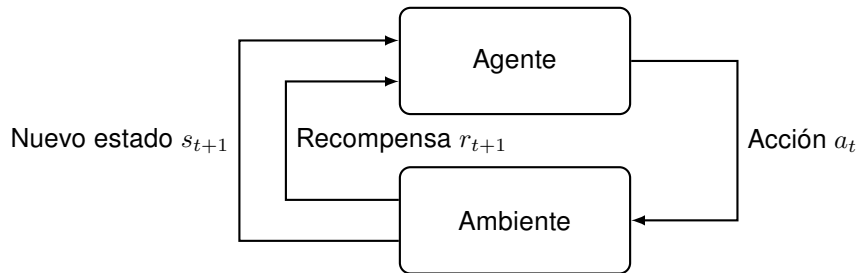 Agente
Nuevo estado s_{t+1}
Recompensa r_{t+1}
Acción a_t
Ambiente